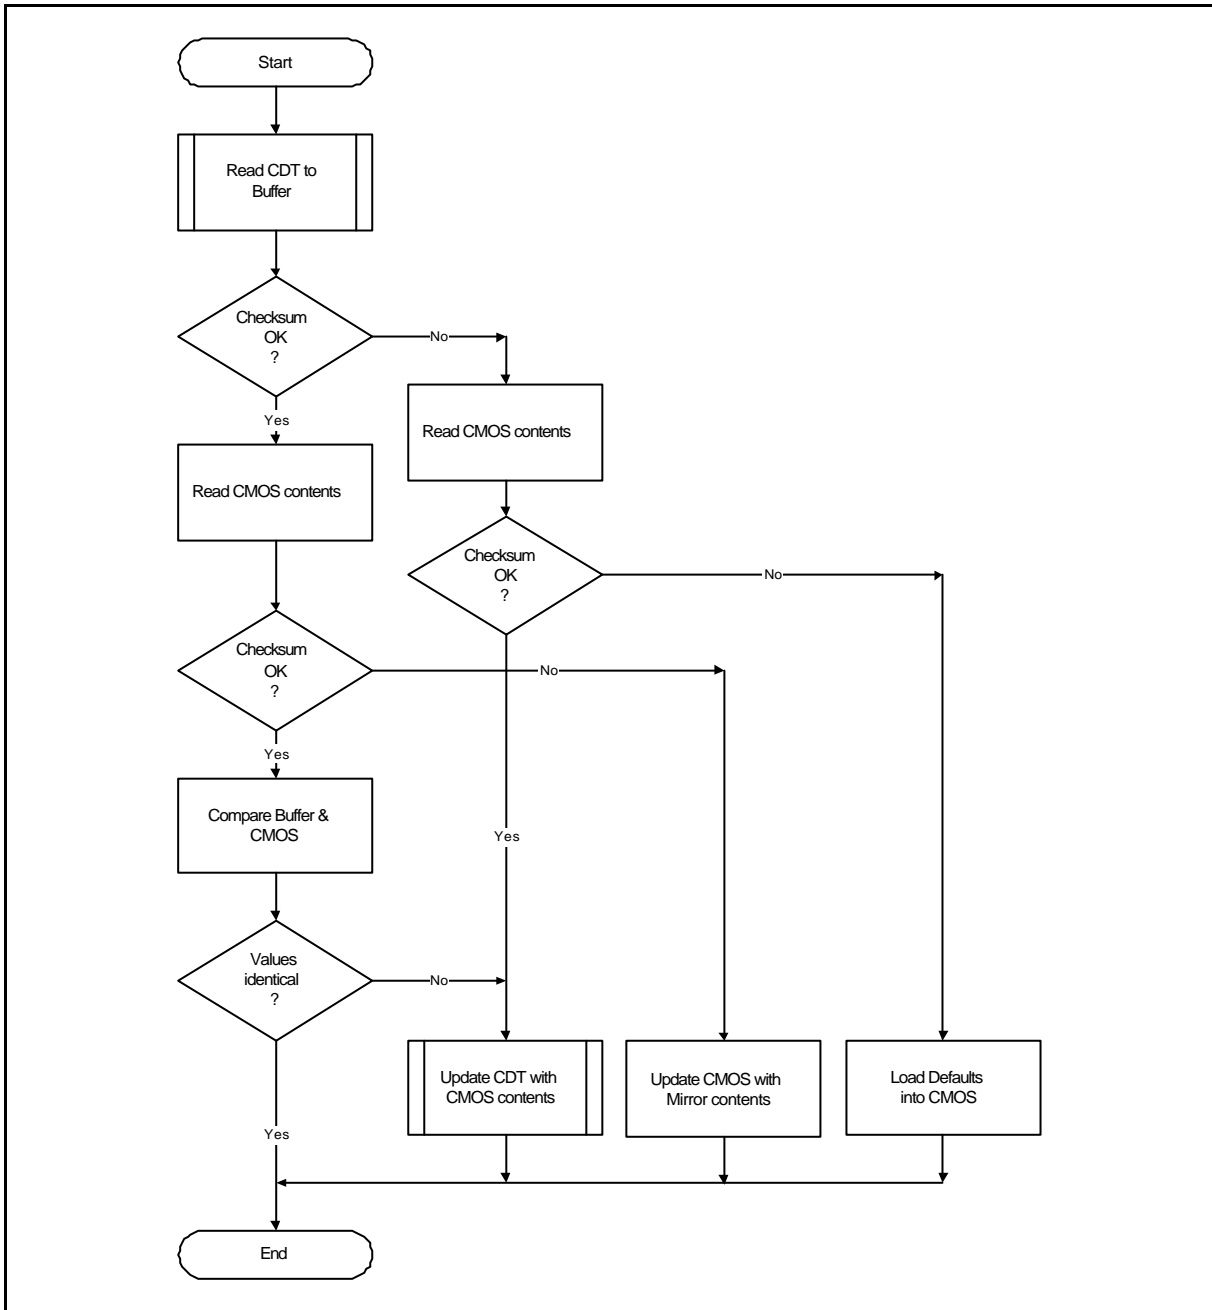 Start
Read CDT to
Buffer
Checksum
OK
?
No
Yes
Read CMOS contents
Read CMOS contents
Checksum
OK
?
No
Checksum
OK
?
No
Yes
Compare Buffer &
CMOS
Yes
Values
identical
?
No
Update CDT with
CMOS contents
Update CMOS with
Mirror contents
Load Defaults
into CMOS
Yes
End